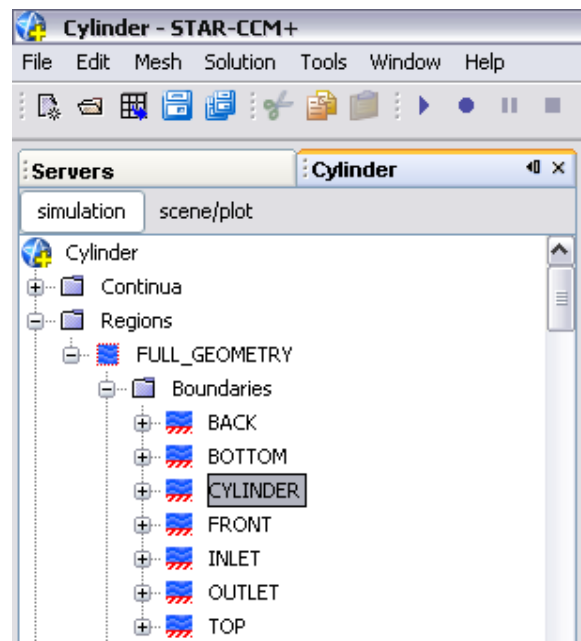 Cylinder - STAR-CCM+
File Edit Mesh Solution Tools Window Help
Servers Cylinder
simulation scene/plot
Cylinder
Continua
Regions
FULL_GEOMETRY
Boundaries
BACK
BOTTOM
CYLINDER
FRONT
INLET
OUTLET
TOP